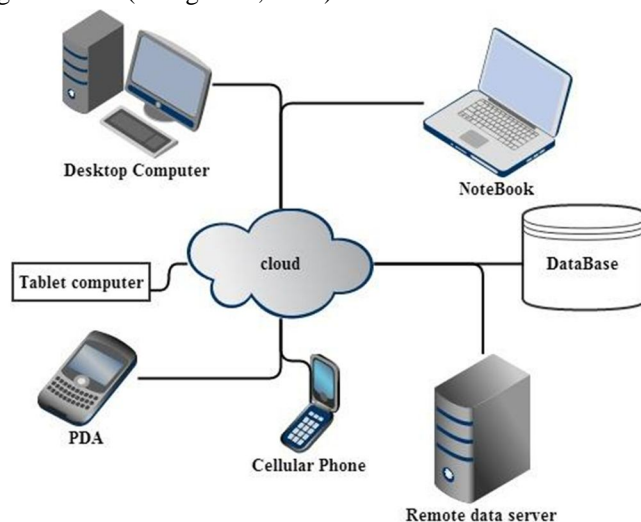 Desktop Computer
NoteBook
cloud
DataBase
Tablet computer
PDA
Cellular Phone
Remote data server